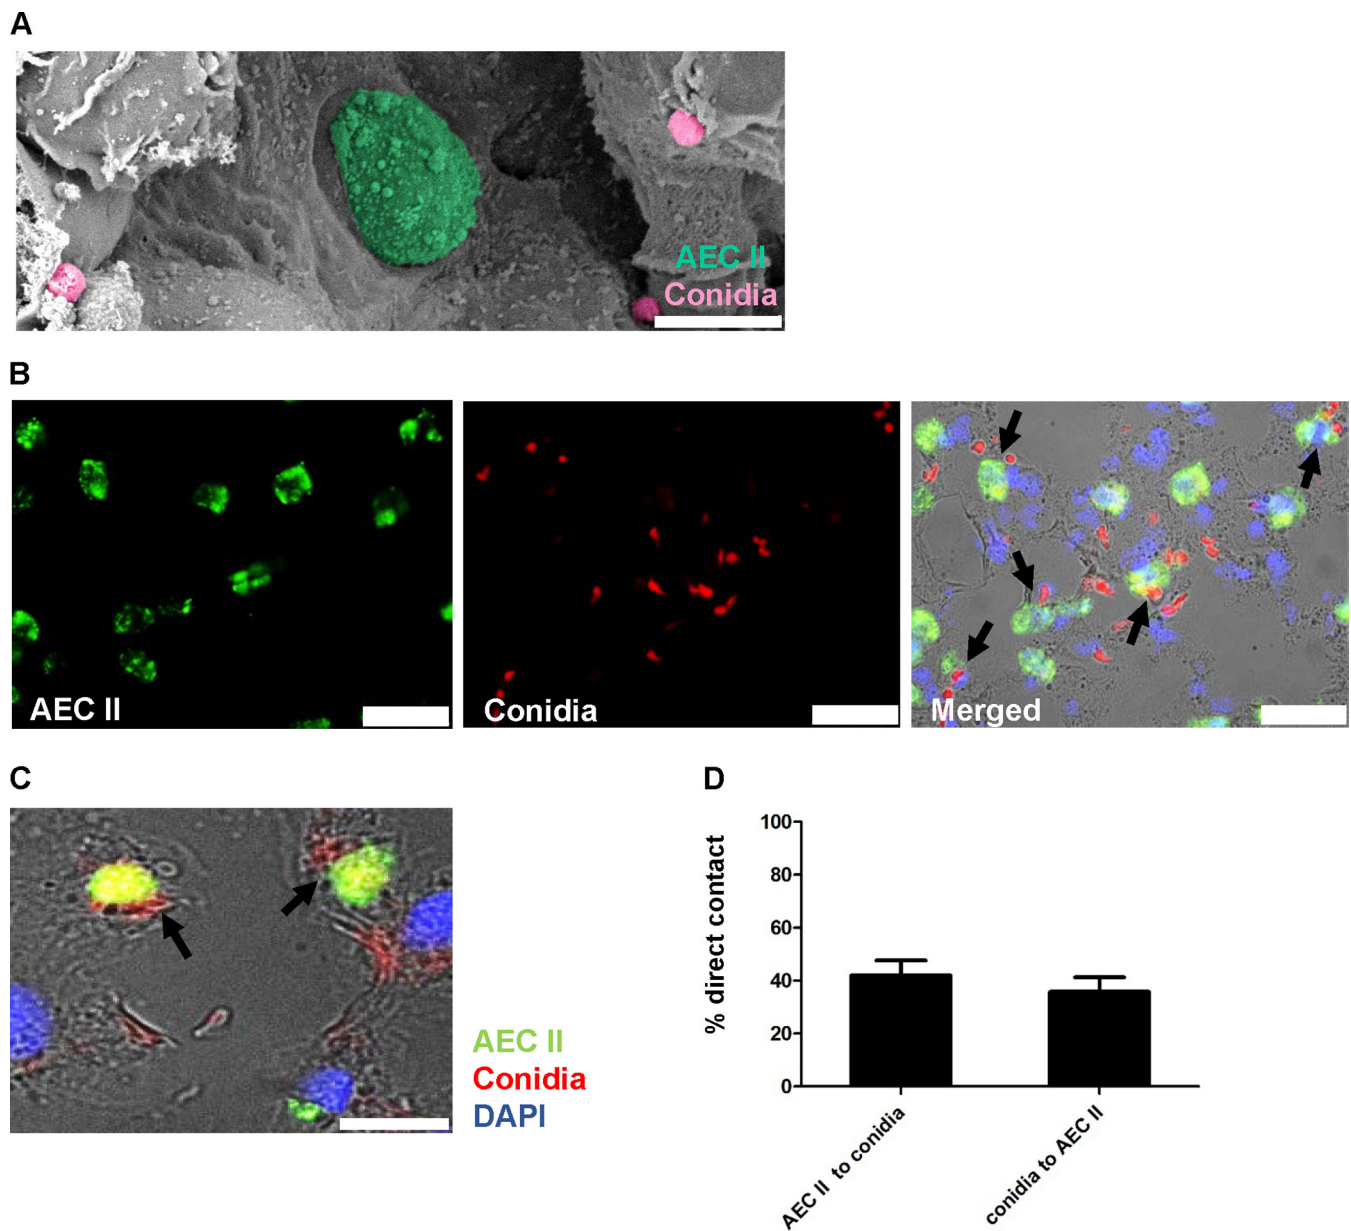 A
AEC II
Conidia
B
AEC II
Conidia
Merged
C
AEC II
Conidia
DAPI
D
% direct contact
100
80
60
40
20
0
AEC II to conidia
conidia to AEC II